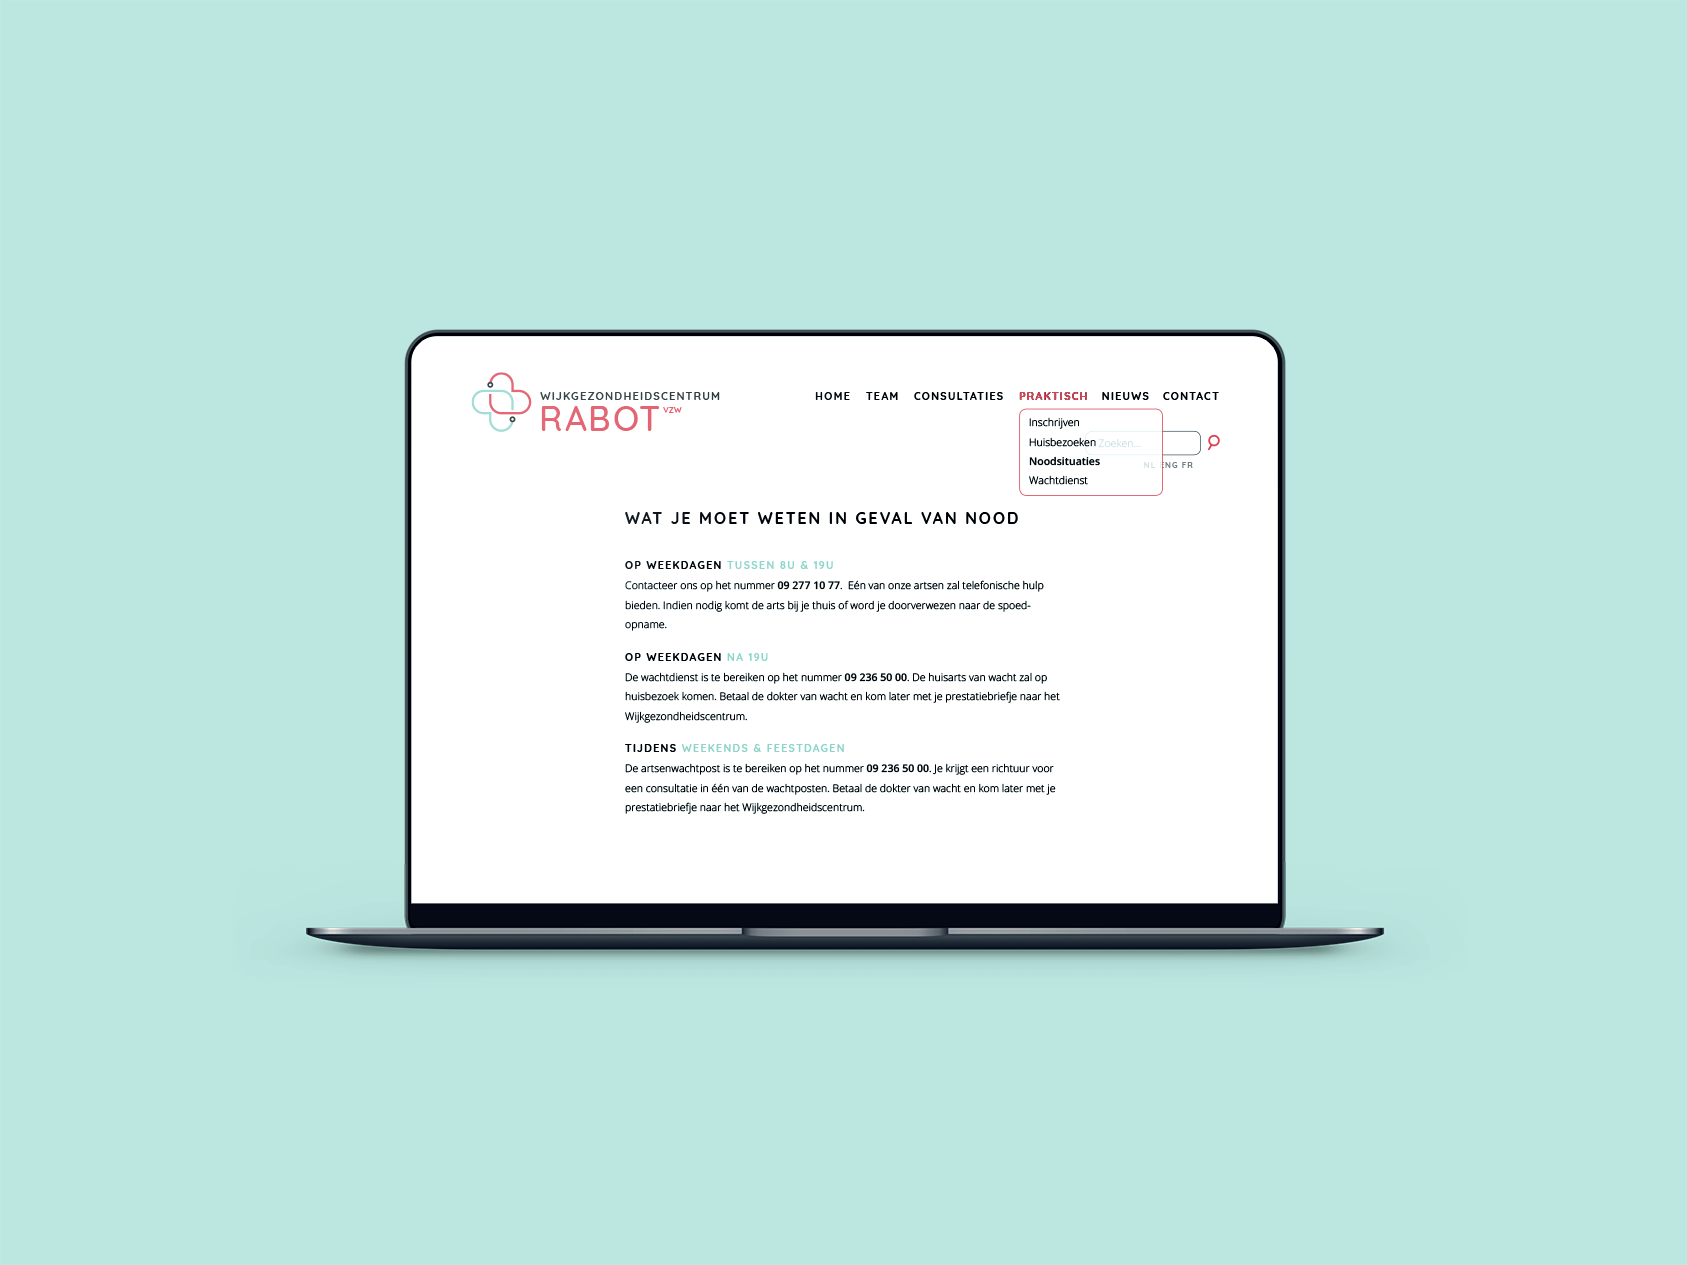 WIJKGEZONDHEIDSCENTRUM
RABOT VZW
HOME TEAM CONSULTATIES PRAKTISCH NIEUWS CONTACT
Inschrijven
Huisbezoeken
Zoeken...
Noodsituaties
NL ENG FR
Wachtdienst
WAT JE MOET WETEN IN GEVAL VAN NOOD
OP WEEKDAGEN TUSSEN 8U & 19U
Contacteer ons op het nummer 09 277 10 77. Eén van onze artsen zal telefonische hulp
bieden. Indien nodig komt de arts bij je thuis of word je doorverwezen naar de spoed-
opname.
OP WEEKDAGEN NA 19U
De wachtdienst is te bereiken op het nummer 09 236 50 00. De huisarts van wacht zal op
huisbezoek komen. Betaal de dokter van wacht en kom later met je prestatiebriefje naar het
Wijkgezondheidscentrum.
TIJDENS WEEKENDS & FEESTDAGEN
De artsenwachtpost is te bereiken op het nummer 09 236 50 00. Je krijgt een richtuur voor
een consultatie in één van de wachtposten. Betaal de dokter van wacht en kom later met je
prestatiebriefje naar het Wijkgezondheidscentrum.